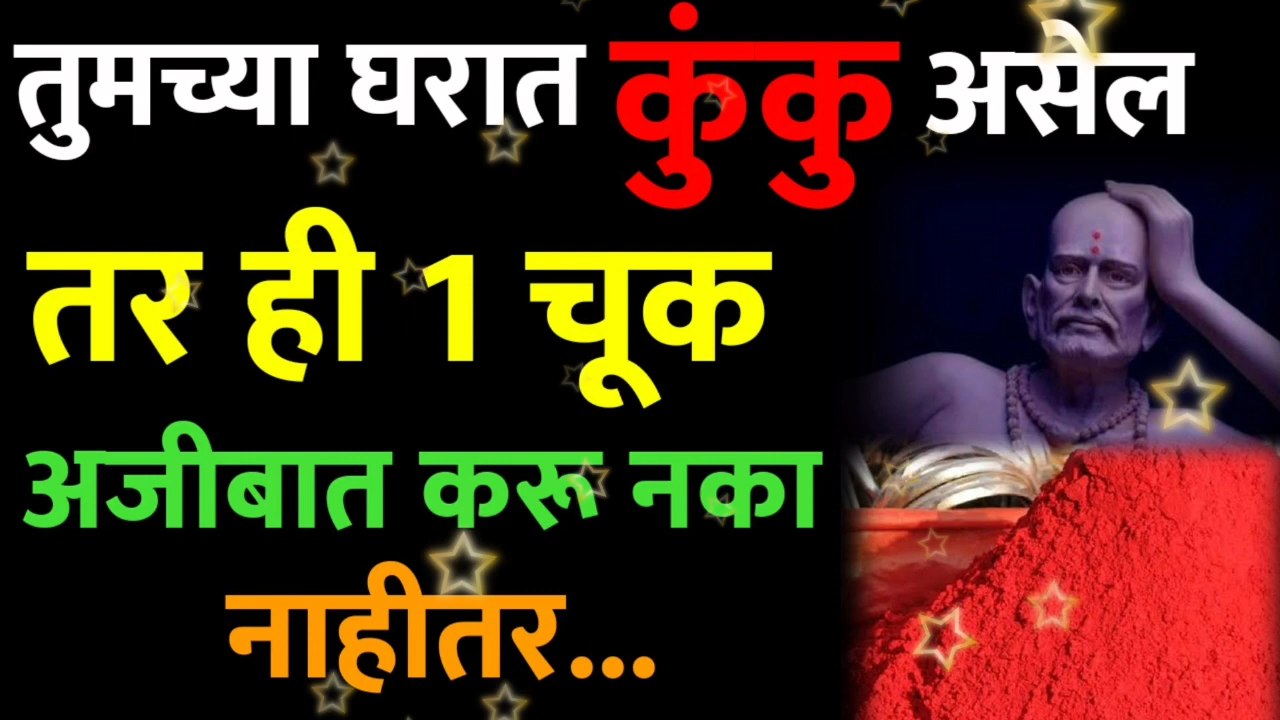 तुमच्या घरात कुंकु असेल
तर ही 1 चूक
अजीबात करू नका
नाहीतर...